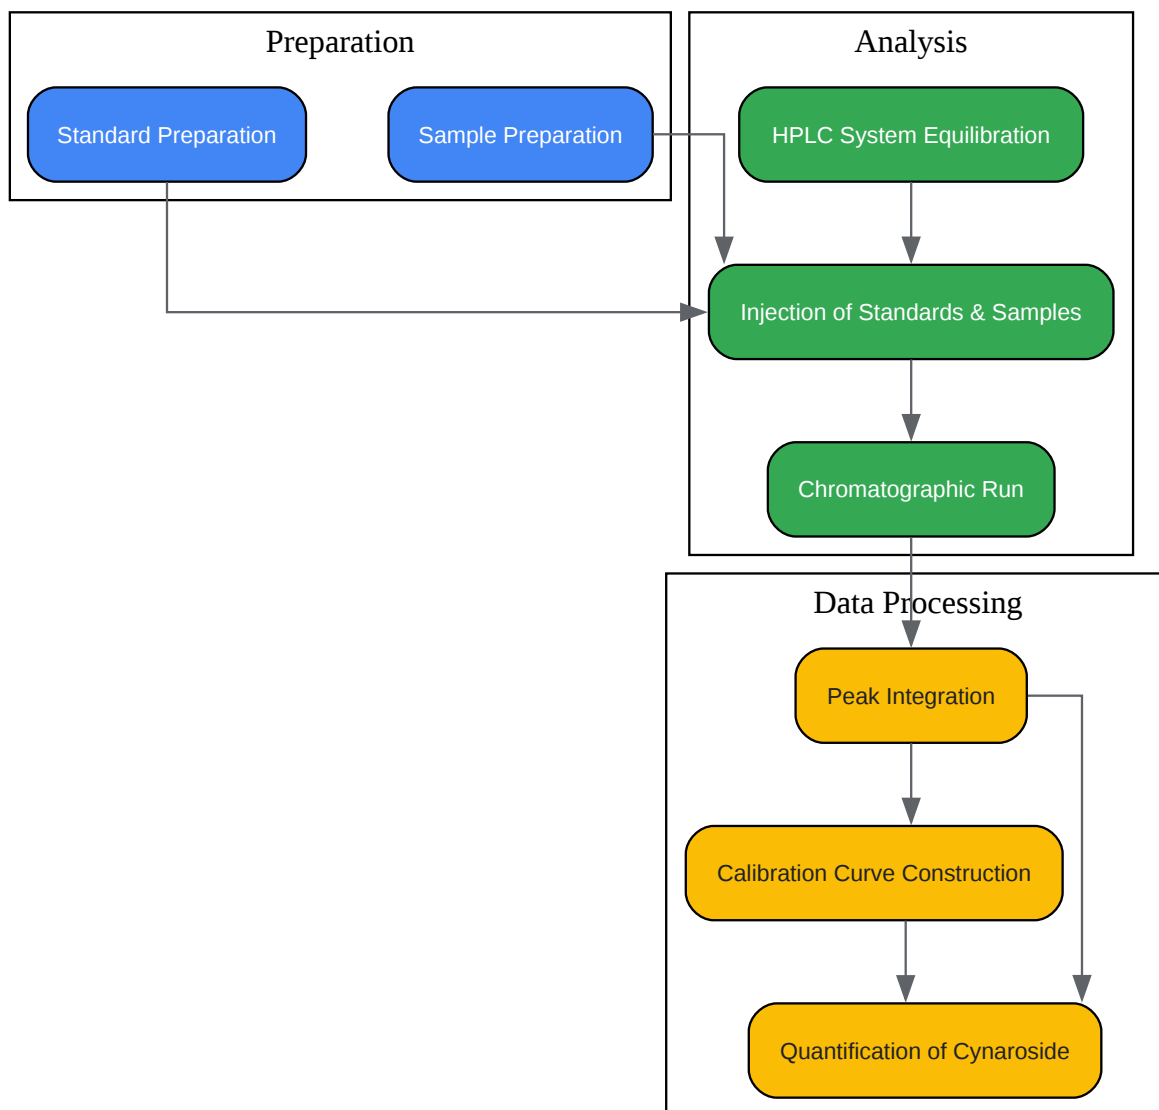 Preparation
Standard Preparation
Sample Preparation
Analysis
HPLC System Equilibration
Injection of Standards & Samples
Chromatographic Run
Data Processing
Peak Integration
Calibration Curve Construction
Quantification of Cynaroside